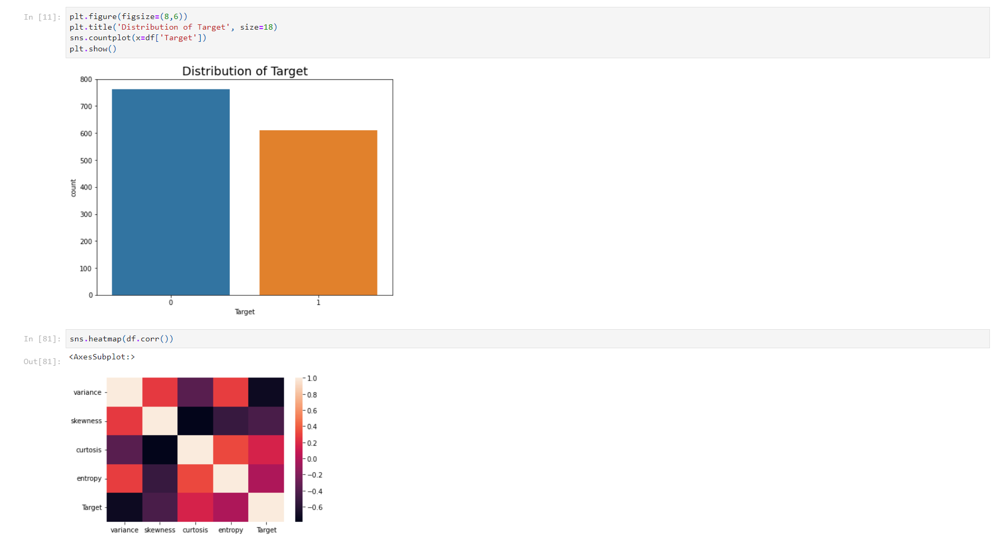 In [11]:
plt.figure(figsize=(8,6))
plt.title('Distribution of Target', size=18)
sns.countplot(x=df['Target'])
plt.show()
Distribution of Target
800
700
600
500
400
300
200
100
0
count
0 1
Target
In [81]:
sns.heatmap(df.corr())
Out[81]:
<AxesSubplot:>
variance
skewness
curtosis
entropy
Target
variance skewness curtosis entropy Target
1.0
0.8
0.6
0.4
0.2
0.0
−0.2
−0.4
−0.6